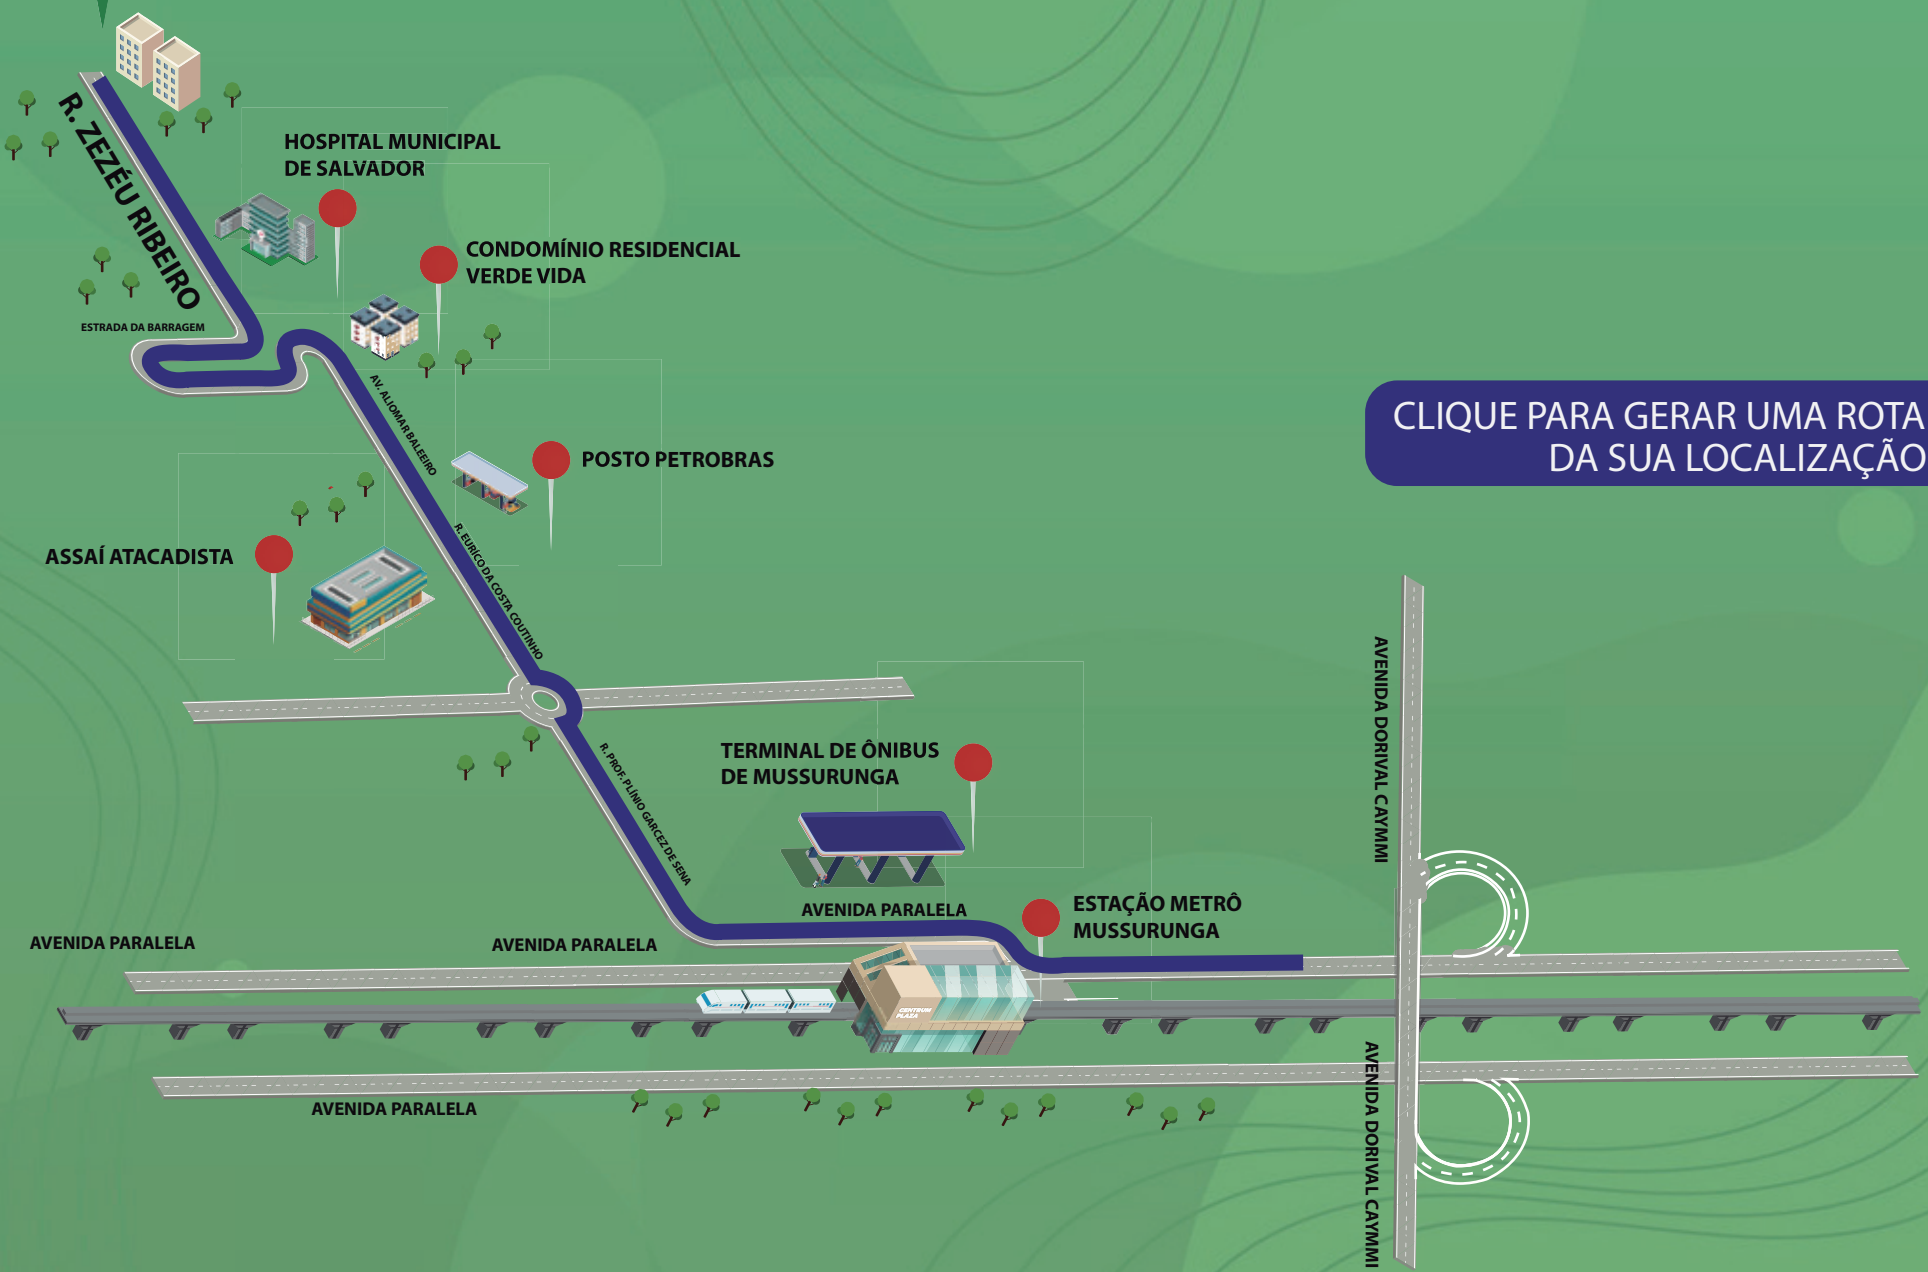 R. ZEZÉU RIBEIRO
HOSPITAL MUNICIPAL
DE SALVADOR
CONDOMÍNIO RESIDENCIAL
VERDE VIDA
ESTRADA DA BARRAGEM
AV. ALIOMAR BALEEIRO
CLIQUE PARA GERAR UMA ROTA
DA SUA LOCALIZAÇÃO
POSTO PETROBRAS
ASSAÍ ATACADISTA
R. EURÍCO DA COSTA COUTINHO
AVENIDA DORIVAL CAYMMI
TERMINAL DE ÔNIBUS
DE MUSSURUNGA
R. PROF. PLÍNIO GARCEZ DE SENA
AVENIDA PARALELA
ESTAÇÃO METRÔ
MUSSURUNGA
AVENIDA PARALELA
AVENIDA PARALELA
CENTRUM
PLAZA
AVENIDA PARALELA
AVENIDA DORIVAL CAYMMI